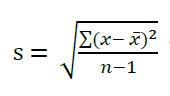 s = √(∑(x− x̄)² / n−1)